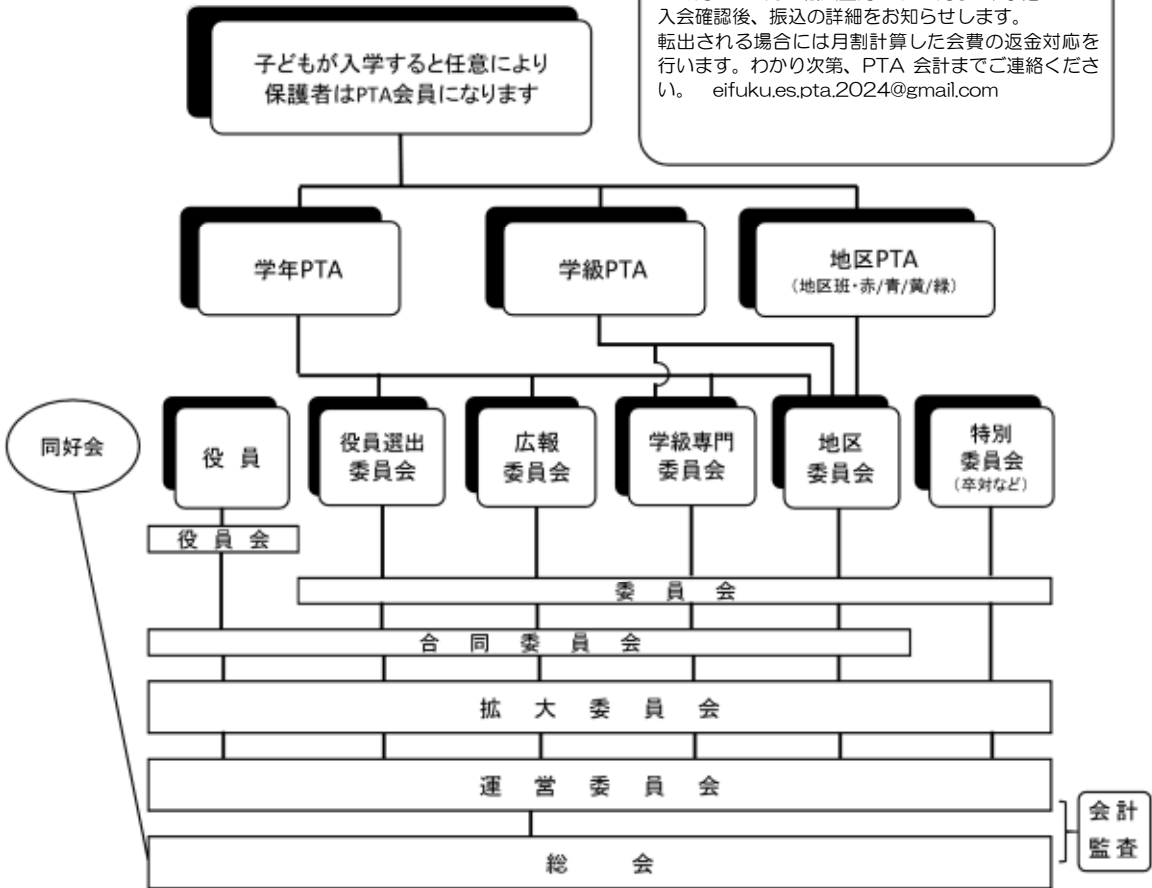 入会確認後、振込の詳細をお知らせします。
転出される場合には月割計算した会費の返金対応を
行います。わかり次第、PTA 会計までご連絡くださ
い。 eifuku.es.pta.2024@gmail.com
子どもが入学すると任意により
保護者はPTA会員になります
学年PTA
学級PTA
地区PTA
(地区班・赤/青/黄/緑)
同好会
役 員
役員選出
委員会
広報
委員会
学級専門
委員会
地区
委員会
特別
委員会
(卒対など)
役 員 会
委 員 会
合 同 委 員 会
拡 大 委 員 会
運 営 委 員 会
総 会
会 計
監 査